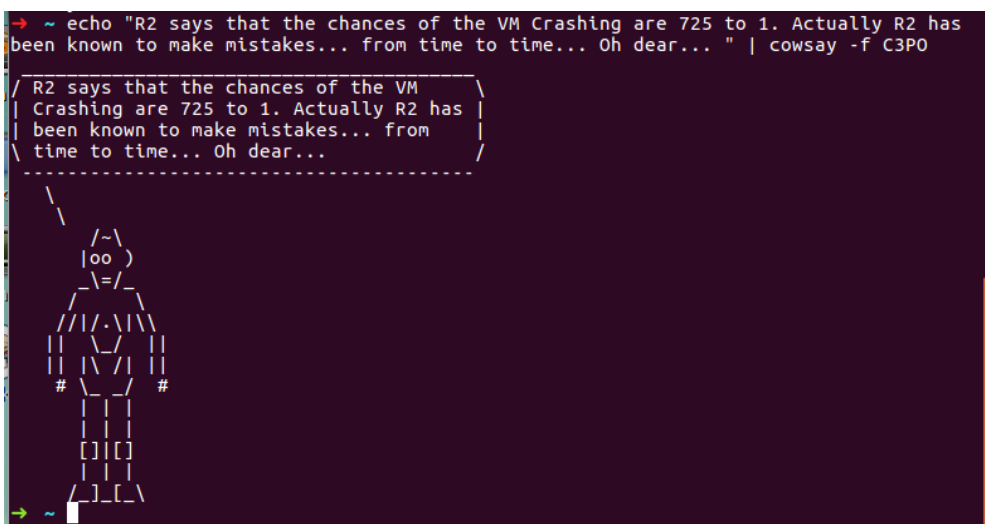 ➜ ~ echo "R2 says that the chances of the VM Crashing are 725 to 1. Actually R2 has
been known to make mistakes... from time to time... Oh dear... " | cowsay -f C3PO
 _________________________________________
/ R2 says that the chances of the VM      \
| Crashing are 725 to 1. Actually R2 has  |
| been known to make mistakes... from     |
\ time to time... Oh dear...              /
 -----------------------------------------
   \
    \
       /~\
      |oo )
      _\=/_
     /     \
    //|/.\|\\
   ||  \_/  ||
   || |\ /| ||
    # \_ _/  #
      | | |
      | | |
      []|[]
      | | |
     /_]_[_\
➜ ~